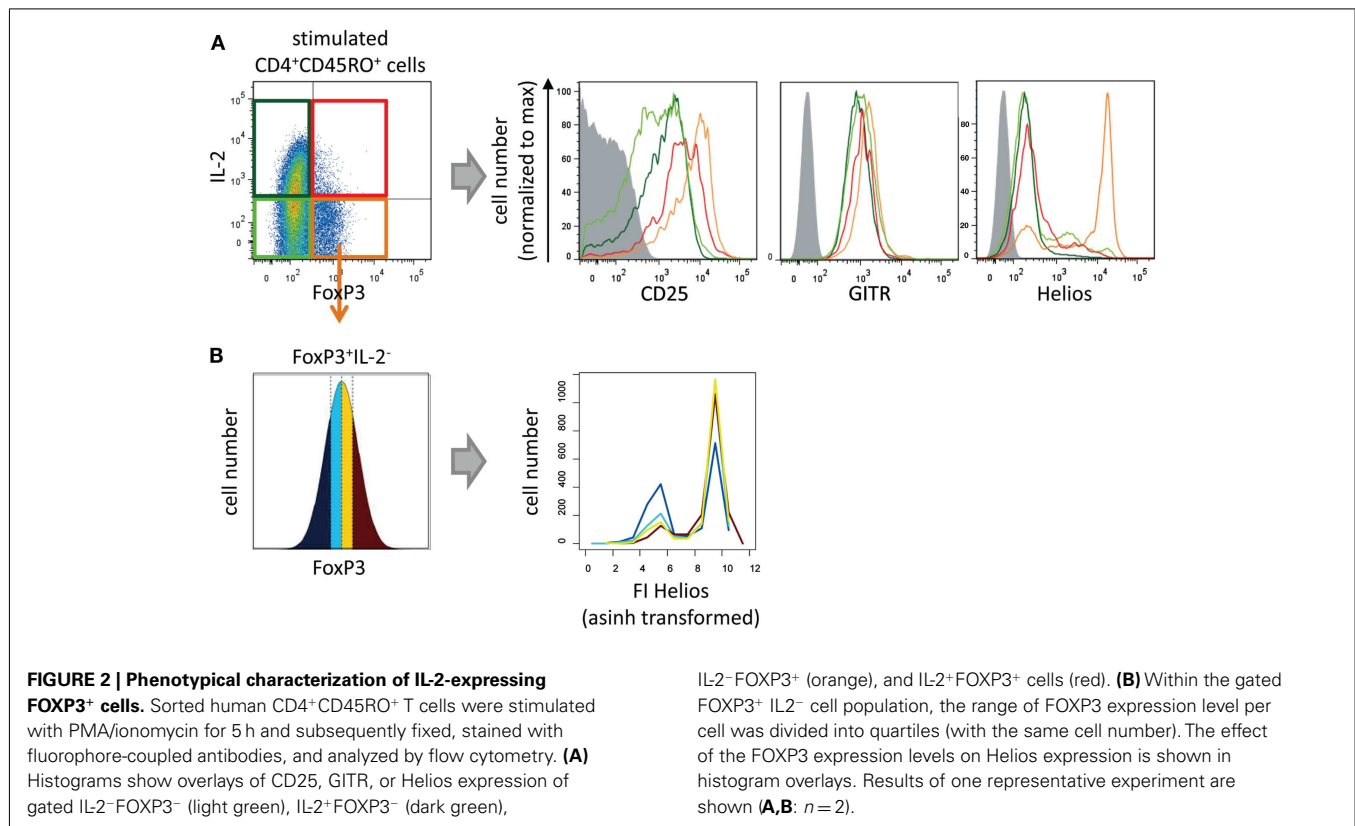 A
stimulated
CD4⁺CD45RO⁺ cells
IL-2
10⁵
10⁴
10³
10²
0
0 10² 10³ 10⁴ 10⁵
FoxP3
cell number
(normalized to max)
100
80
60
40
20
0
0 10² 10³ 10⁴ 10⁵
CD25
0
0 10² 10³ 10⁴ 10⁵
GITR
80
60
40
20
0
0 10² 10³ 10⁴ 10⁵
Helios
B
FoxP3⁺IL-2⁻
cell number
FoxP3
cell number
1000
800
600
400
200
0
0 2 4 6 8 10 12
FI Helios
(asinh transformed)
FIGURE 2 | Phenotypical characterization of IL-2-expressing
FOXP3⁺ cells. Sorted human CD4⁺CD45RO⁺ T cells were stimulated
with PMA/ionomycin for 5 h and subsequently fixed, stained with
fluorophore-coupled antibodies, and analyzed by flow cytometry. (A)
Histograms show overlays of CD25, GITR, or Helios expression of
gated IL-2⁻FOXP3⁻ (light green), IL-2⁺FOXP3⁻ (dark green),
IL-2⁻FOXP3⁺ (orange), and IL-2⁺FOXP3⁺ cells (red). (B) Within the gated
FOXP3⁺ IL2⁻ cell population, the range of FOXP3 expression level per
cell was divided into quartiles (with the same cell number). The effect
of the FOXP3 expression levels on Helios expression is shown in
histogram overlays. Results of one representative experiment are
shown (A,B: n = 2).